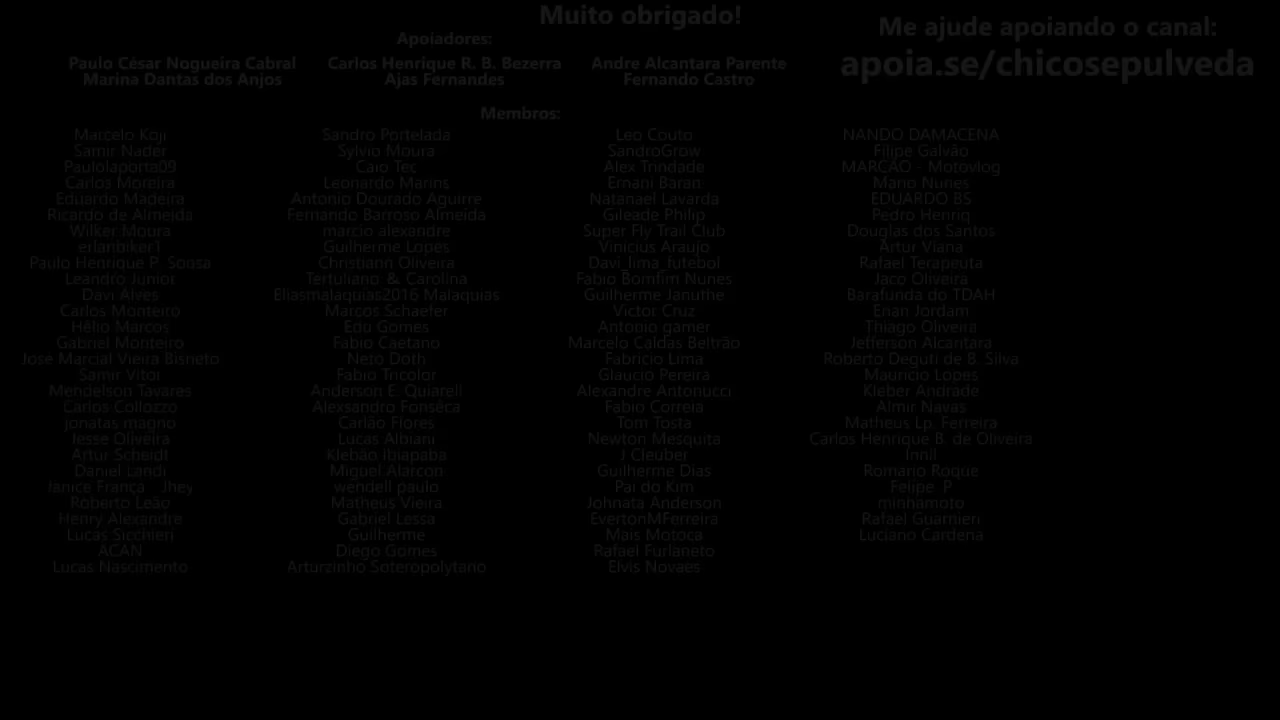 Muito obrigado!
Me ajude apoiando o canal:
apoia.se/chicosepulveda
Apoiadores:
Paulo César Nogueira Cabral
Marina Dantas dos Anjos
Carlos Henrique R. B. Bezerra
Ajas Fernandes
Andre Alcantara Parente
Fernando Castro
Membros:
Marcelo Koji
Samir Nader
Paulolaporta09
Carlos Moreira
Eduardo Madeira
Ricardo de Almeida
Wilker Moura
erlanbiker1
Paulo Henrique P. Sousa
Leandro Junior
Davi Alves
Carlos Monteiro
Hélio Marcos
Gabriel Monteiro
Jose Marcial Vieira Bisneto
Samir Vitor
Mendelson Tavares
Carlos Collozzo
jonatas magno
Jesse Oliveira
Artur Scheidt
Daniel Landi
Janice França _Jhey
Roberto Leão
Henry Alexandre
Lucas Sicchieri
ACAN
Lucas Nascimento
Sandro Portelada
Sylvio Moura
Caio Tec
Leonardo Marins
Antonio Dourado Aguirre
Fernando Barroso Almeida
marcio alexandre
Guilherme Lopes
Christiann Oliveira
Tertuliano & Carolina
Eliasmalaquias2016 Malaquias
Marcos Schaefer
Edu Gomes
Fabio Caetano
Neto Doth
Fabio Tricolor
Anderson E. Quiarell
Alexsandro Fonsêca
Carlão Flores
Lucas Albiani
Klebão Ibiapaba
Miguel Alarcon
wendell paulo
Matheus Vieira
Gabriel Lessa
Guilherme
Diego Gomes
Arturzinho Soteropolytano
Leo Couto
SandroGrow
Alex Trindade
Ernani Baran
Natanael Lavarda
Gileade Philip
Super Fly Trail Club
Vinicius Araujo
Davi_lima_futebol
Fabio Bomfim Nunes
Guilherme Janurhe
Victor Cruz
Antonio gamer
Marcelo Caldas Beltrão
Fabricio Lima
Glaucio Pereira
Alexandre Antonucci
Fabio Correia
Tom Tosta
Newton Mesquita
J Cleuber
Guilherme Dias
Pai do Kim
Johnata Anderson
EvertonMFerreira
Mais Motoca
Rafael Furlaneto
Elvis Novaes
NANDO DAMACENA
Filipe Galvão
MARCÃO - Motovlog
Mario Nunes
EDUARDO BS
Pedro Henriq
Douglas dos Santos
Artur Viana
Rafael Terapeuta
Jaco Oliveira
Barafunda do TDAH
Enan Jordam
Thiago Oliveira
Jefferson Alcantara
Roberto Deguti de B. Silva
Mauricio Lopes
Kleber Andrade
Almir Navas
Matheus Lp. Ferreira
Carlos Henrique B. de Oliveira
Romario Roque
Felipe_P
minhamoto
Rafael Guarnieri
Luciano Cardena